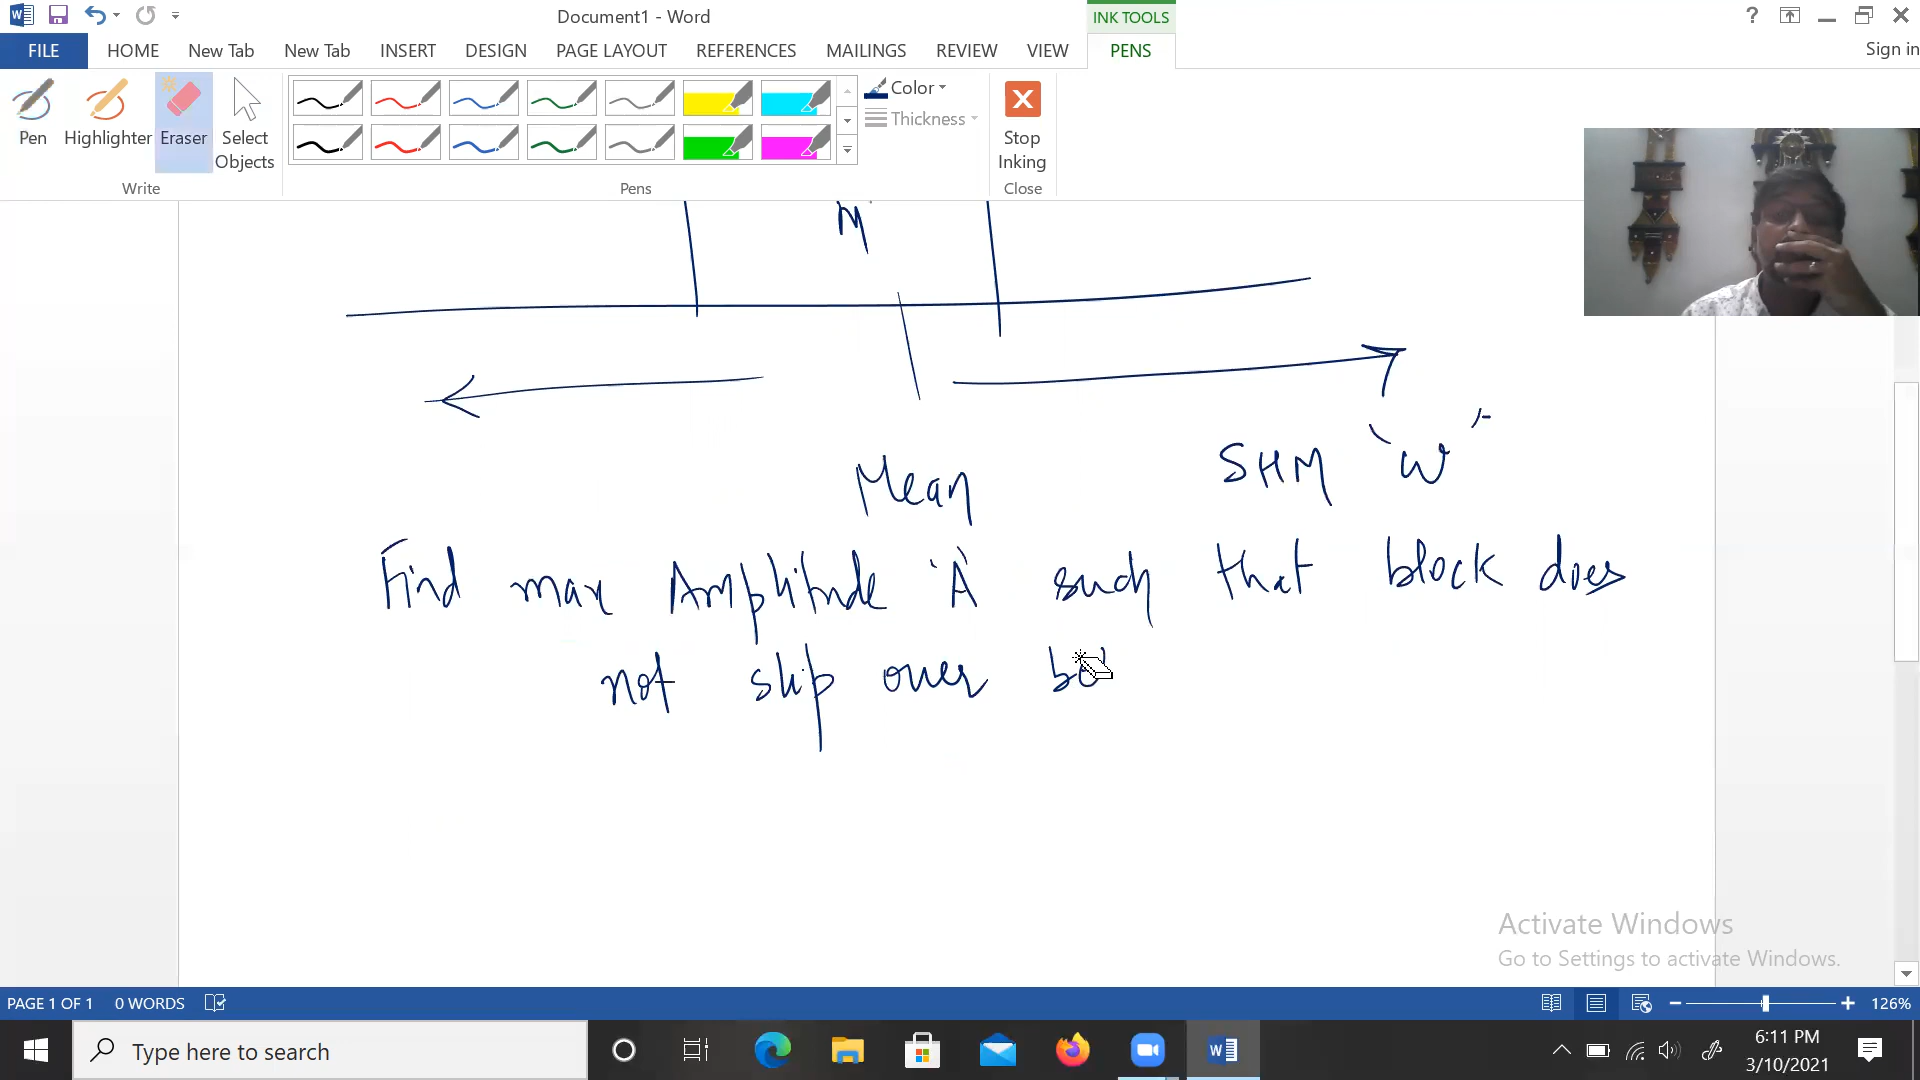 Document1 - Word
INK TOOLS
FILE HOME New Tab New Tab INSERT DESIGN PAGE LAYOUT REFERENCES MAILINGS REVIEW VIEW PENS Sign in
Pen Highlighter Eraser Select Objects
Color
Thickness
Stop Inking
Write Pens Close
M
Mean
SHM "W"
Find max Amplitude 'A' such that block does
not slip over
Activate Windows
Go to Settings to activate Windows.
PAGE 1 OF 1 0 WORDS 126%
Type here to search
6:11 PM
3/10/2021